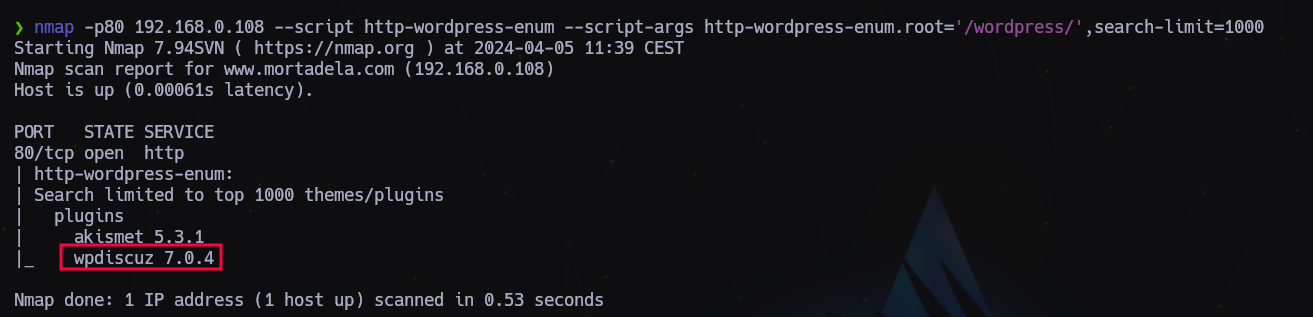 ❯ nmap -p80 192.168.0.108 --script http-wordpress-enum --script-args http-wordpress-enum.root='/wordpress/',search-limit=1000
Starting Nmap 7.94SVN ( https://nmap.org ) at 2024-04-05 11:39 CEST
Nmap scan report for www.mortadela.com (192.168.0.108)
Host is up (0.00061s latency).
PORT   STATE SERVICE
80/tcp open  http
| http-wordpress-enum:
| Search limited to top 1000 themes/plugins
|   plugins
|     akismet 5.3.1
|_    wpdiscuz 7.0.4
Nmap done: 1 IP address (1 host up) scanned in 0.53 seconds